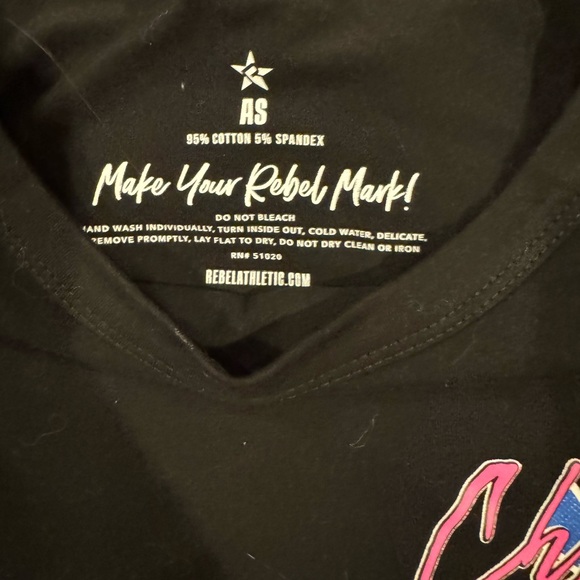 AS
95% COTTON 5% SPANDEX
Make Your Rebel Mark!
DO NOT BLEACH
HAND WASH INDIVIDUALLY, TURN INSIDE OUT, COLD WATER, DELICATE,
REMOVE PROMPTLY, LAY FLAT TO DRY, DO NOT DRY CLEAN OR IRON
RN# 51020
REBELATHLETIC.COM
Ch